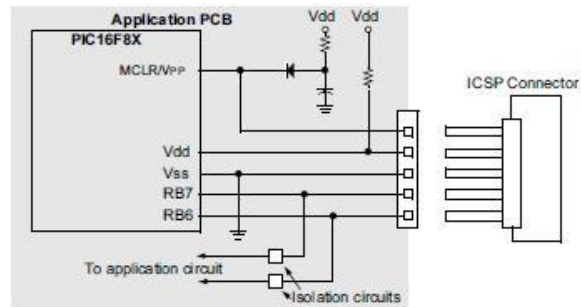 Application PCB
Vdd Vdd
PIC16F8X
MCLR/VPP
ICSP Connector
Vdd
Vss
RB7
RB6
To application circuit
Isolation circuits